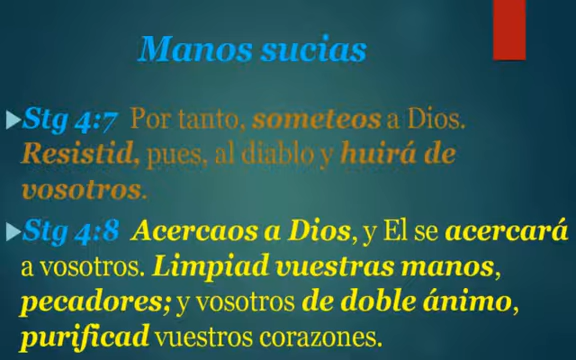 Manos sucias
Stg 4:7 Por tanto, someteos a Dios.
Resistid, pues, al diablo y huirá de
vosotros.
Stg 4:8 Acercaos a Dios, y El se acercará
a vosotros. Limpiad vuestras manos,
pecadores; y vosotros de doble ánimo,
purificad vuestros corazones.